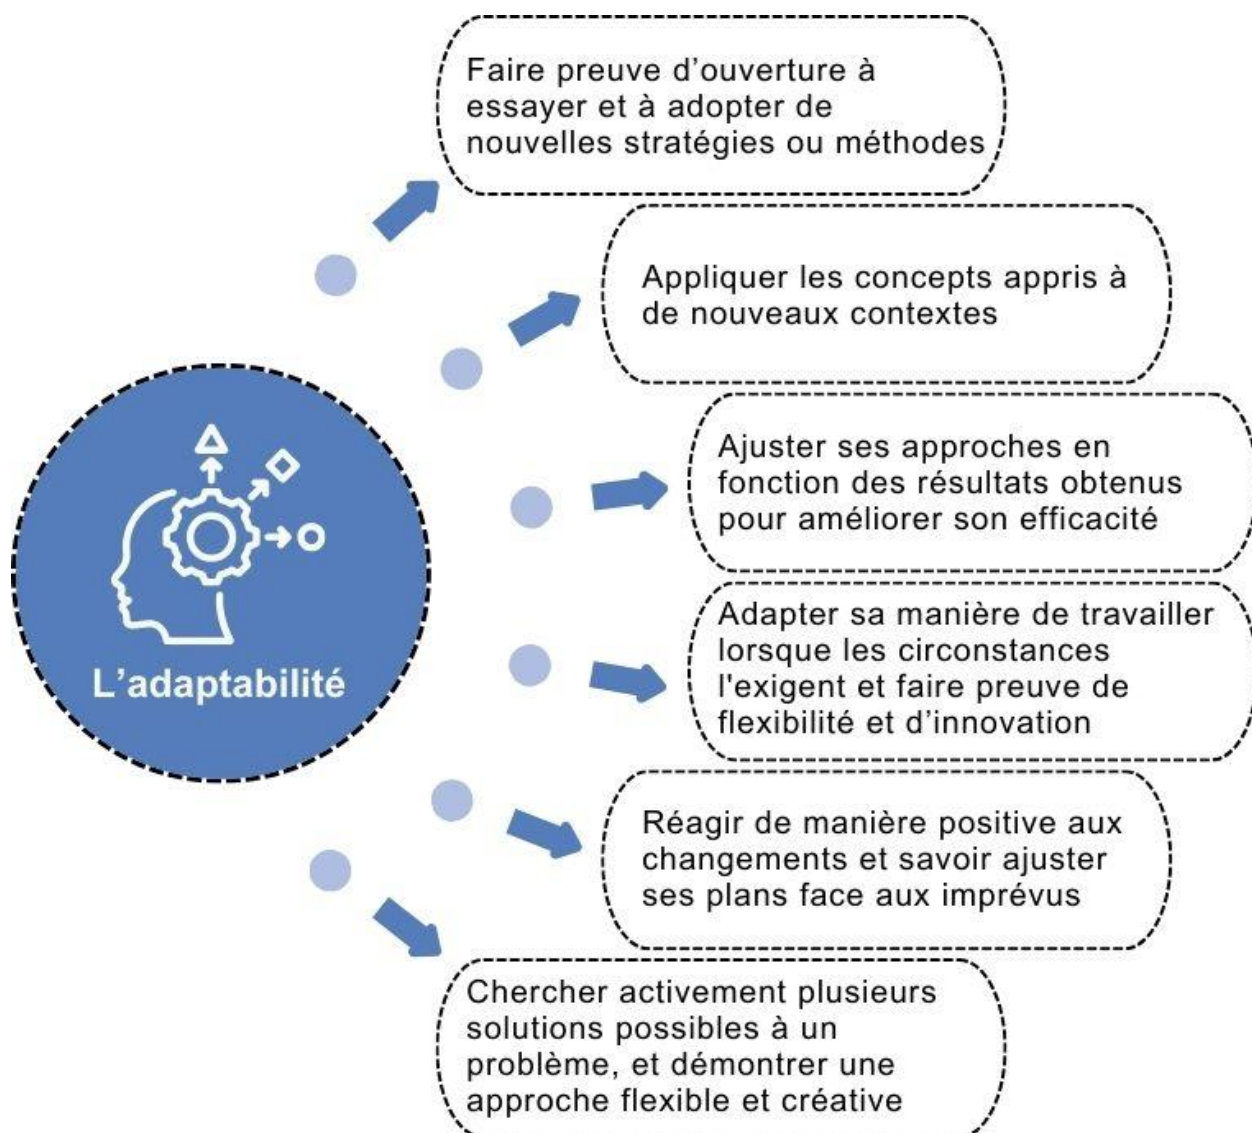 Faire preuve d’ouverture à
essayer et à adopter de
nouvelles stratégies ou méthodes
Appliquer les concepts appris à
de nouveaux contextes
Ajuster ses approches en
fonction des résultats obtenus
pour améliorer son efficacité
L’adaptabilité
Adapter sa manière de travailler
lorsque les circonstances
l'exigent et faire preuve de
flexibilité et d’innovation
Réagir de manière positive aux
changements et savoir ajuster
ses plans face aux imprévus
Chercher activement plusieurs
solutions possibles à un
problème, et démontrer une
approche flexible et créative